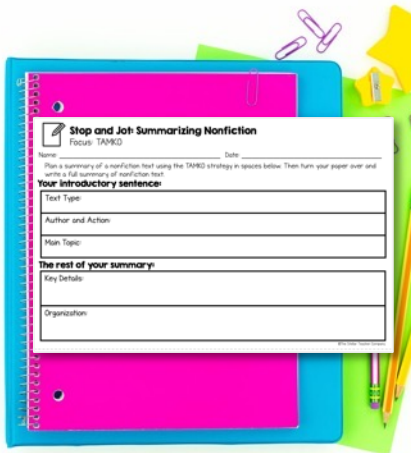 Stop and Jot: Summarizing Nonfiction
Focus: TAMKO
Name: Date:
Plan a summary of a nonfiction text using the TAMKO strategy in spaces below. Then turn your paper over and
write a full summary of nonfiction text.
Your introductory sentence:
Text Type:
Author and Action:
Main Topic:
The rest of your summary:
Key Details:
Organization: